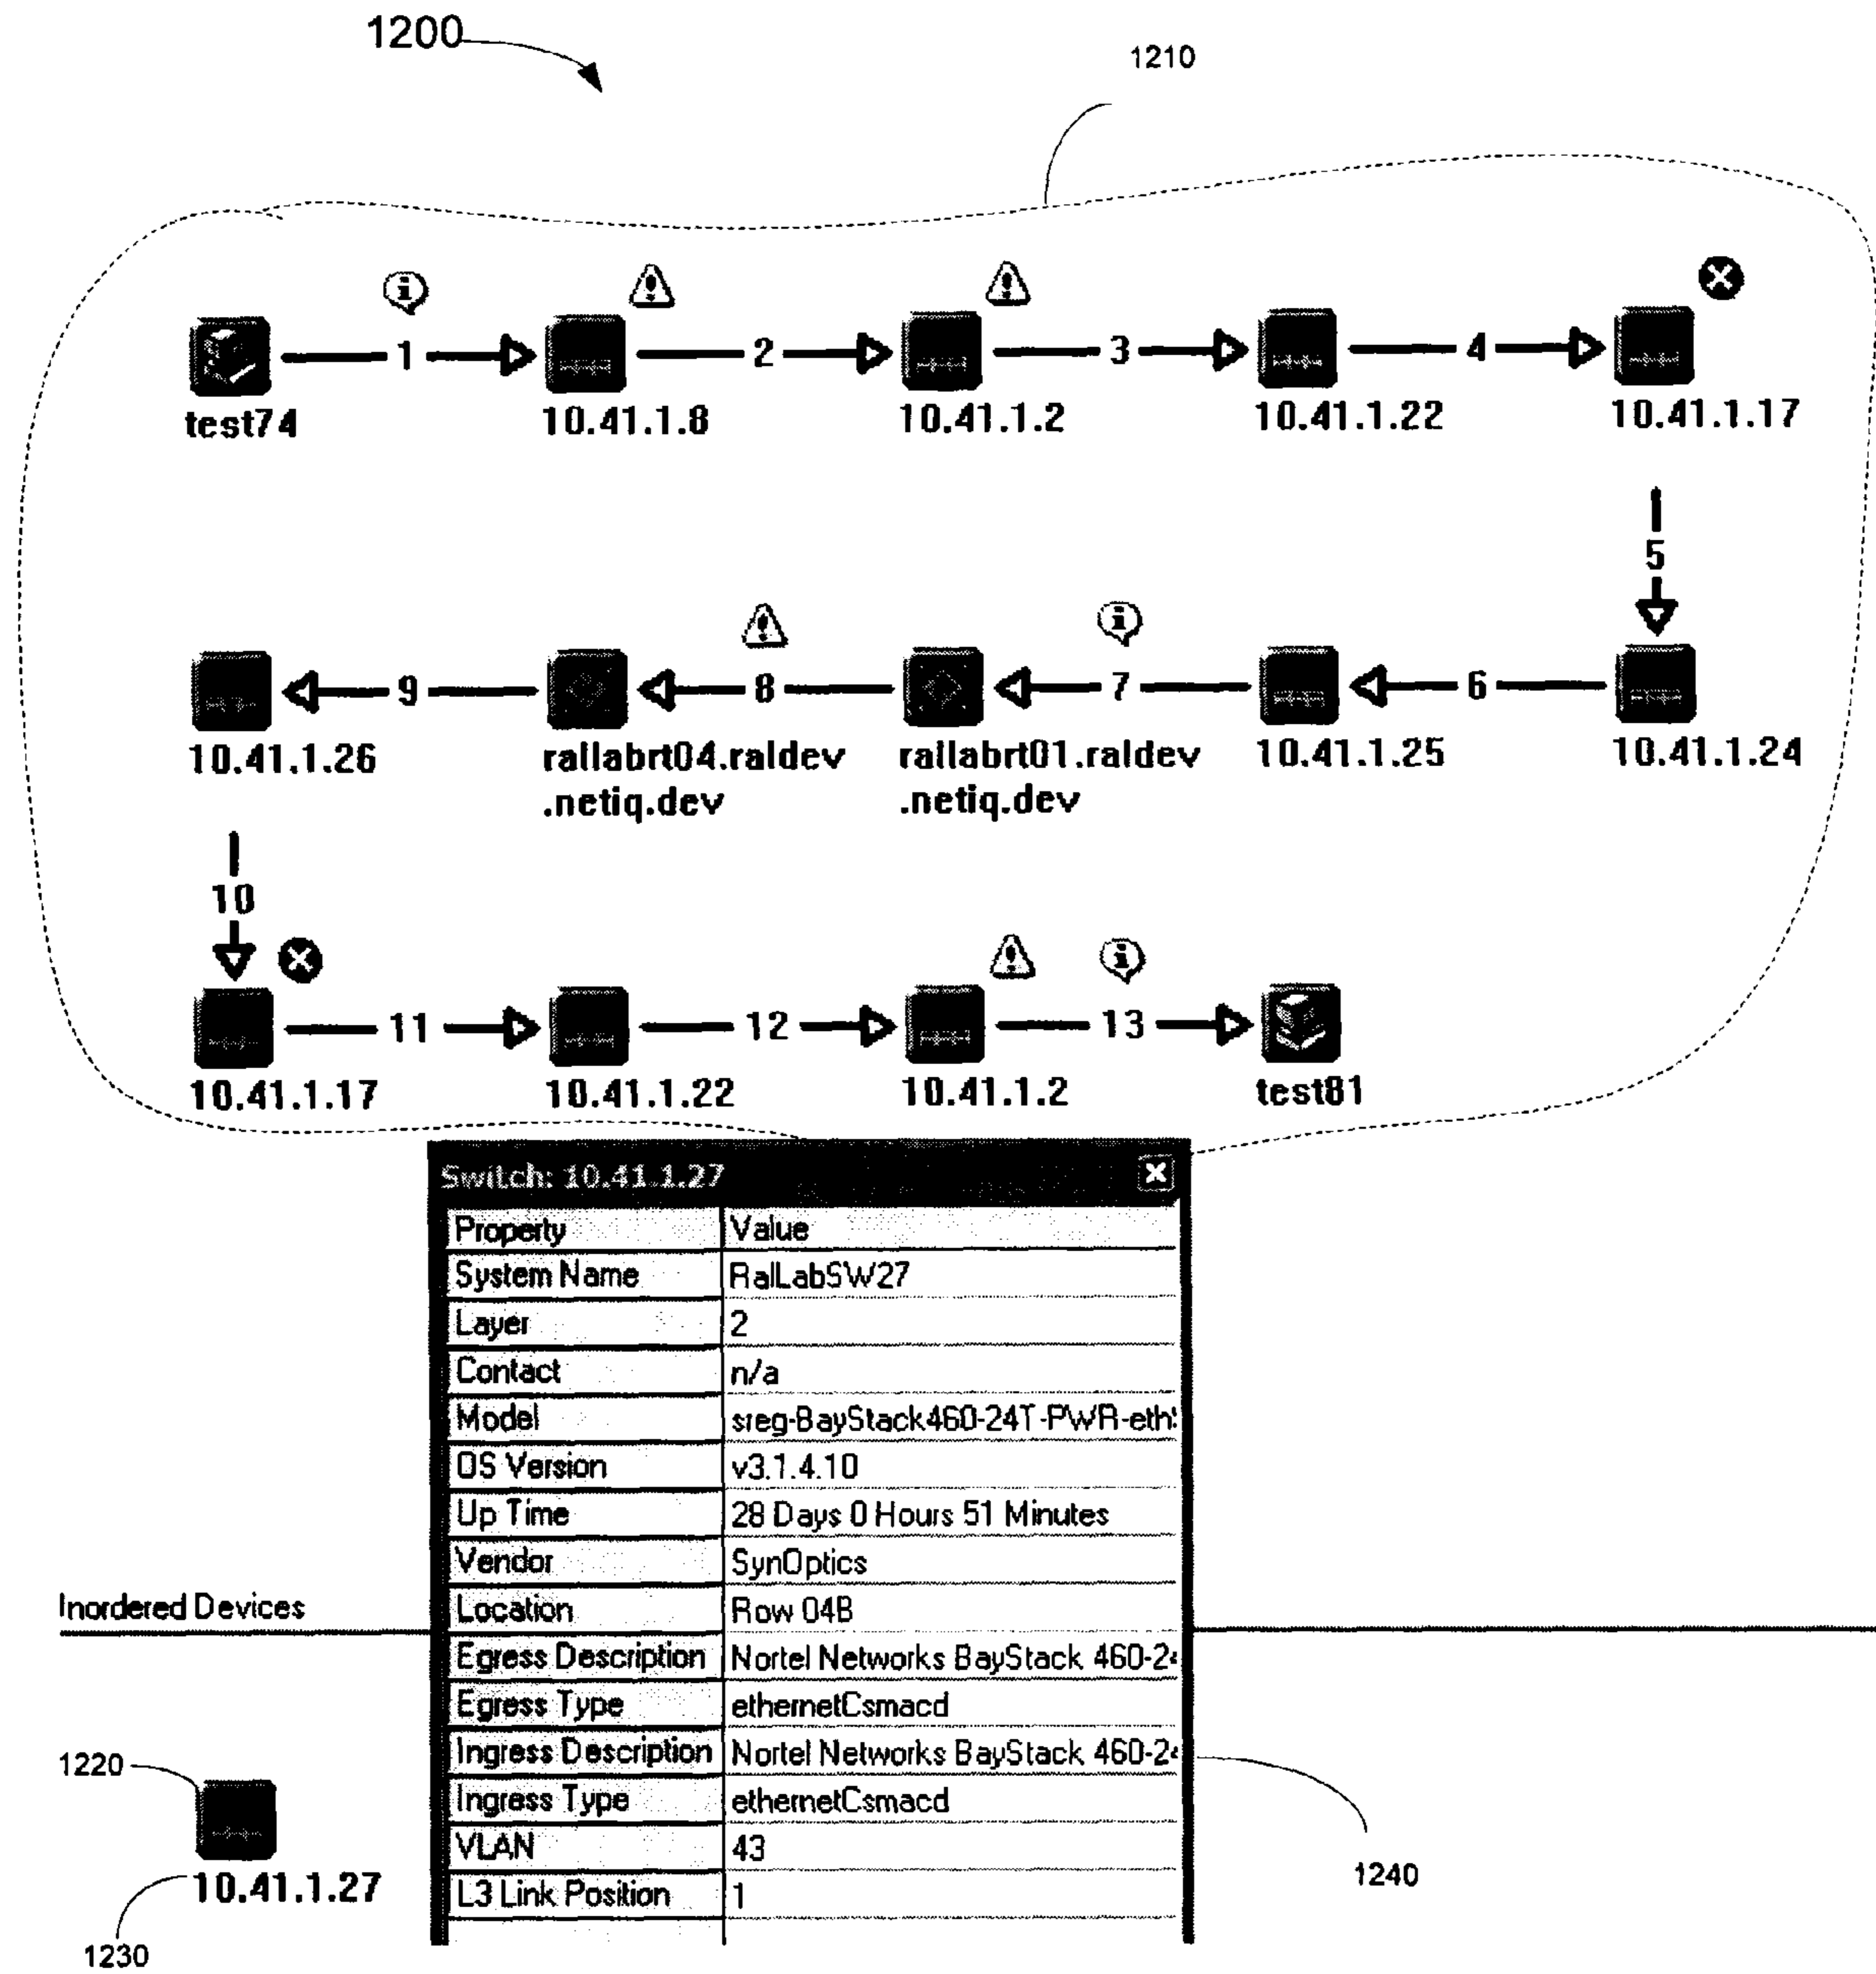 1200
1210
1
2
3
4
test74
10.41.1.8
10.41.1.2
10.41.1.22
10.41.1.17
5
9
8
7
6
10.41.1.26
rallabrt04.raldev
.netiq.dev
rallabrt01.raldev
.netiq.dev
10.41.1.25
10.41.1.24
10
11
12
13
10.41.1.17
10.41.1.22
10.41.1.2
test81
Switch: 10.41.1.27
Property Value
System Name RalLabSW27
Layer 2
Contact n/a
Model sreg-BayStack460-24T-PWR-eth
OS Version v3.1.4.10
Up Time 28 Days 0 Hours 51 Minutes
Vendor SynOptics
Location Row 04B
Egress Description Nortel Networks BayStack 460-2
Egress Type ethernetCsmacd
Ingress Description Nortel Networks BayStack 460-2
Ingress Type ethernetCsmacd
VLAN 43
L3 Link Position 1
Inordered Devices
1220
10.41.1.27
1230
1240